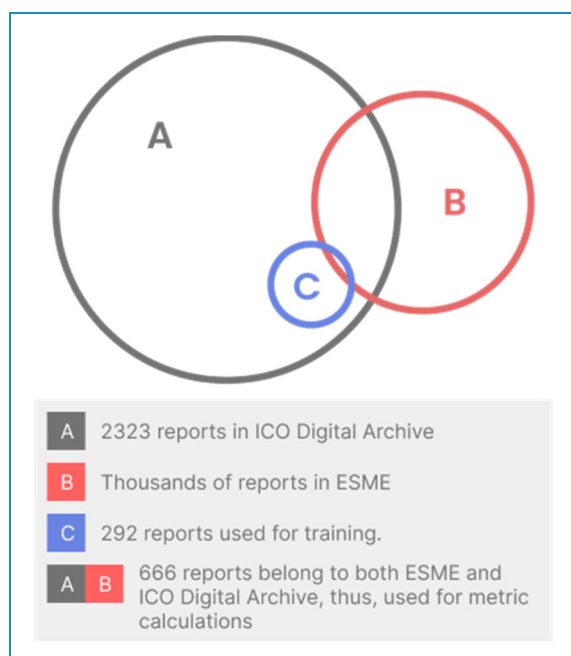 A
B
C
A 2323 reports in ICO Digital Archive
B Thousands of reports in ESME
C 292 reports used for training.
A B 666 reports belong to both ESME and
ICO Digital Archive, thus, used for metric
calculations